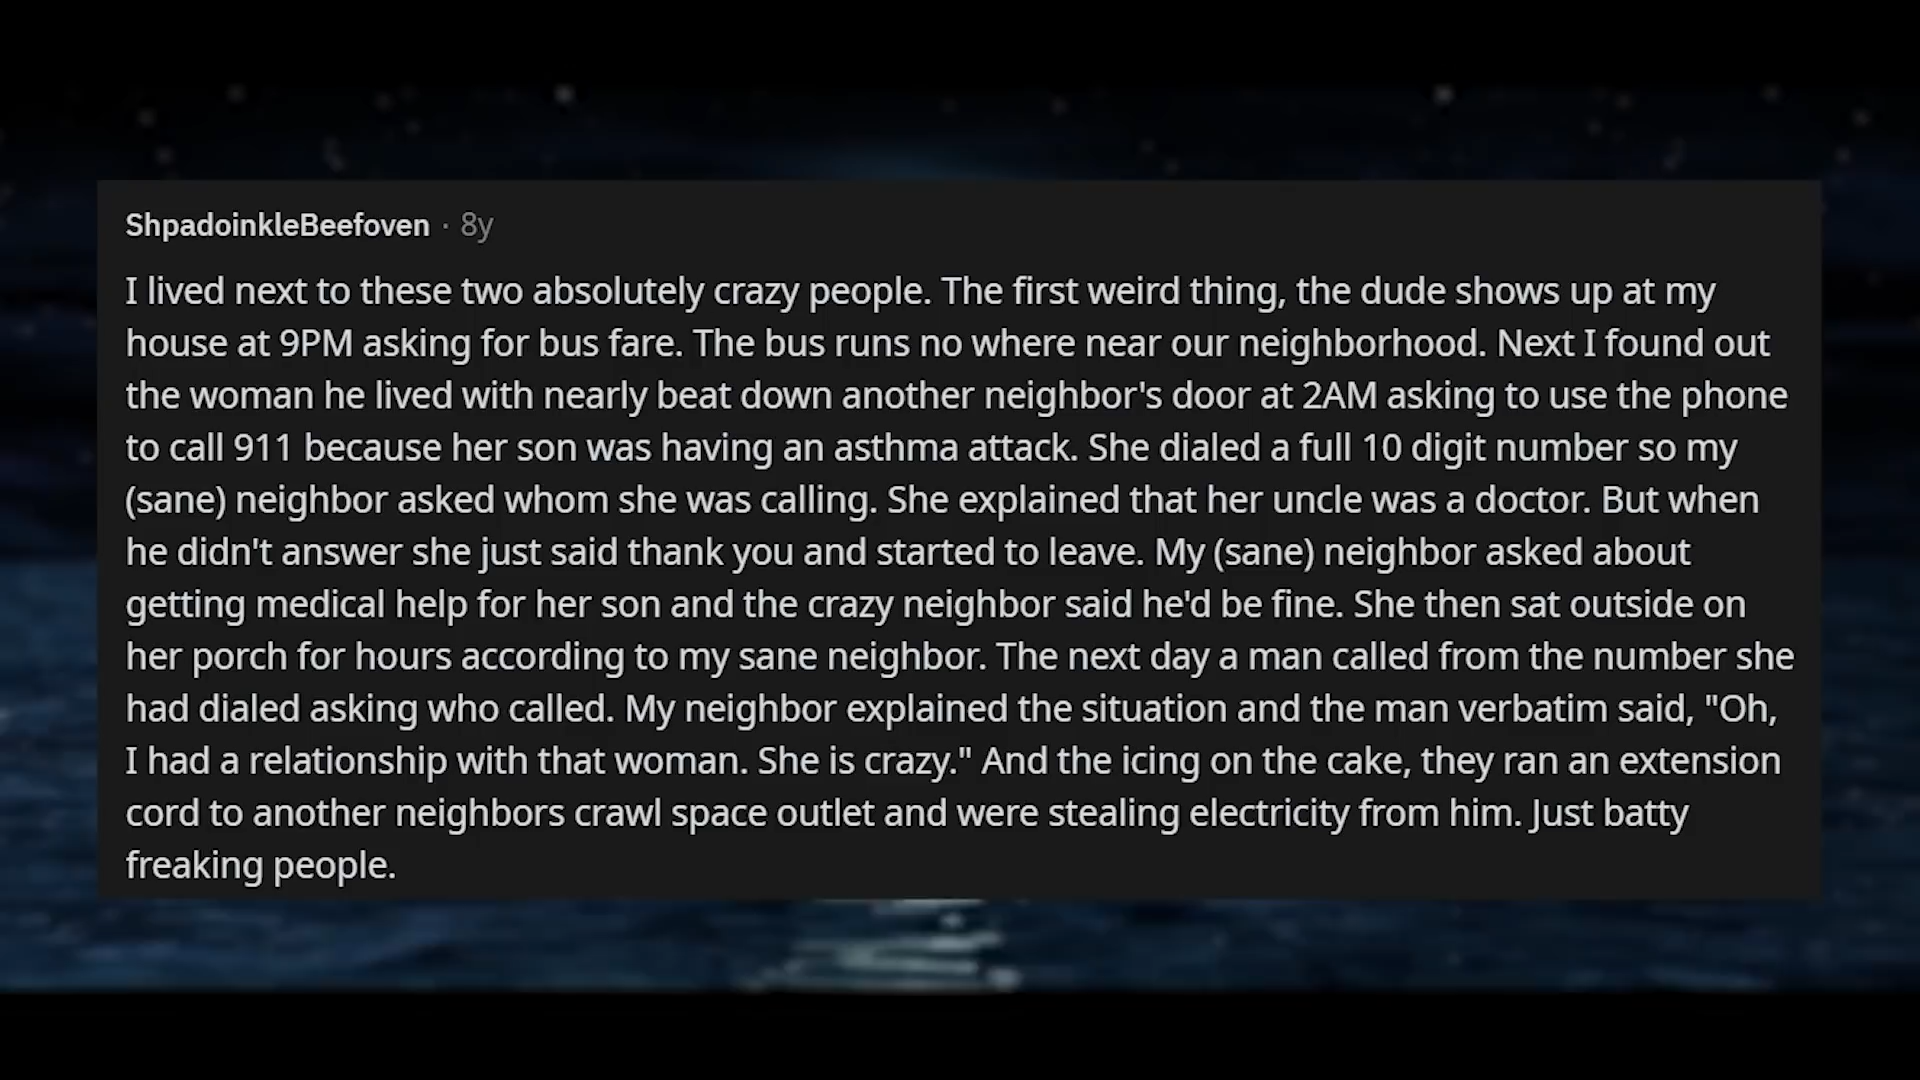 ShpadoinkleBeefoven · 8y
I lived next to these two absolutely crazy people. The first weird thing, the dude shows up at my
house at 9PM asking for bus fare. The bus runs no where near our neighborhood. Next I found out
the woman he lived with nearly beat down another neighbor's door at 2AM asking to use the phone
to call 911 because her son was having an asthma attack. She dialed a full 10 digit number so my
(sane) neighbor asked whom she was calling. She explained that her uncle was a doctor. But when
he didn't answer she just said thank you and started to leave. My (sane) neighbor asked about
getting medical help for her son and the crazy neighbor said he'd be fine. She then sat outside on
her porch for hours according to my sane neighbor. The next day a man called from the number she
had dialed asking who called. My neighbor explained the situation and the man verbatim said, "Oh,
I had a relationship with that woman. She is crazy." And the icing on the cake, they ran an extension
cord to another neighbors crawl space outlet and were stealing electricity from him. Just batty
freaking people.